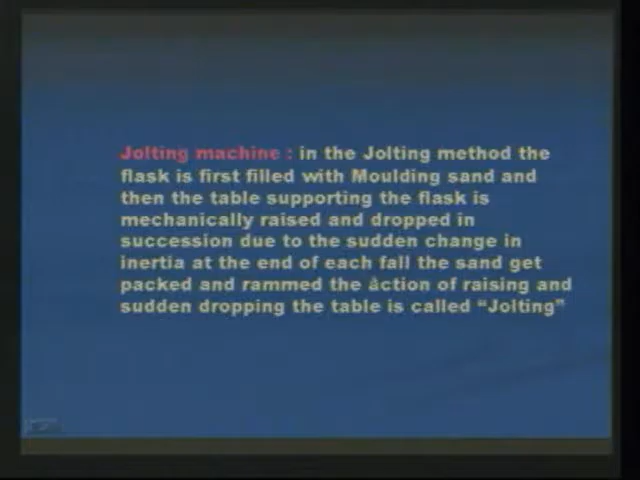 Jolting machine : in the Jolting method the
flask is first filled with Moulding sand and
then the table supporting the flask is
mechanically raised and dropped in
succession due to the sudden change in
inertia at the end of each fall the sand get
packed and rammed the action of raising and
sudden dropping the table is called “Jolting”